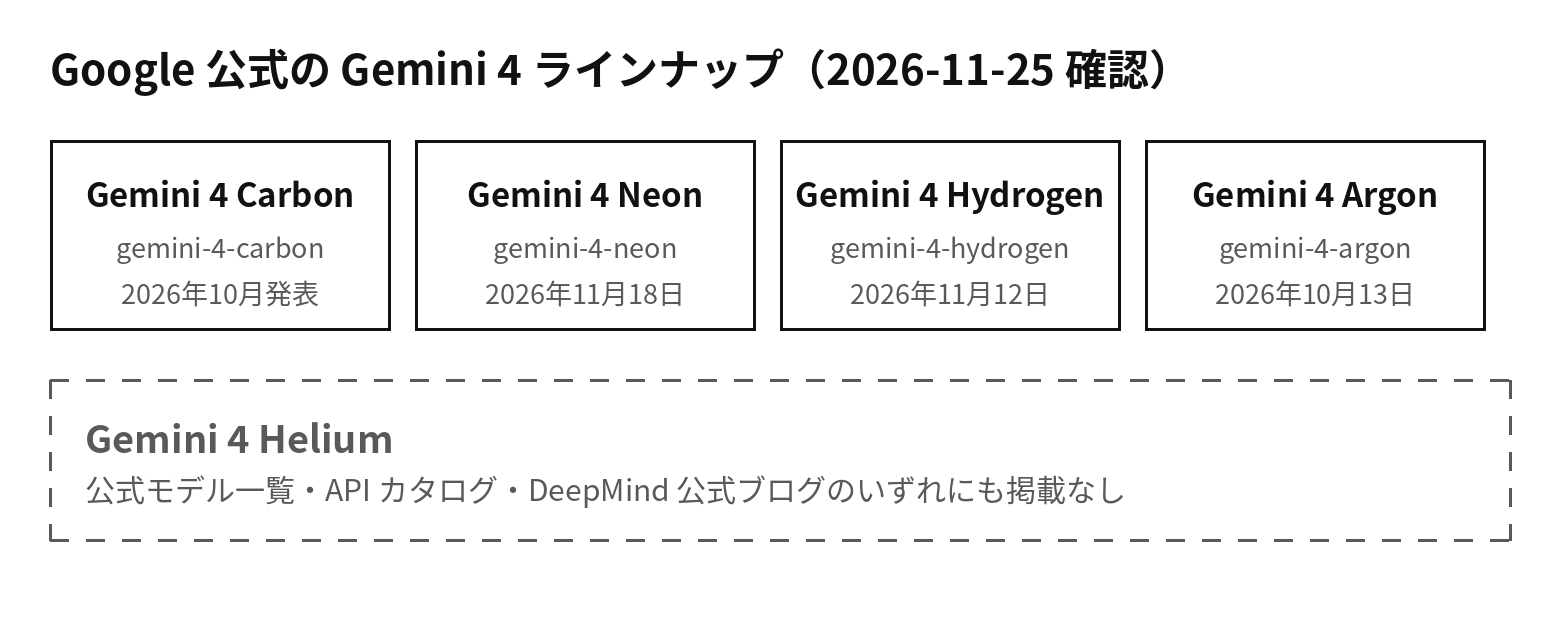 Google 公式の Gemini 4 ラインナップ（2026-11-25 確認）
Gemini 4 Carbon
gemini-4-carbon
2026年10月発表
Gemini 4 Neon
gemini-4-neon
2026年11月18日
Gemini 4 Hydrogen
gemini-4-hydrogen
2026年11月12日
Gemini 4 Argon
gemini-4-argon
2026年10月13日
Gemini 4 Helium
公式モデル一覧・API カタログ・DeepMind 公式ブログのいずれにも掲載なし